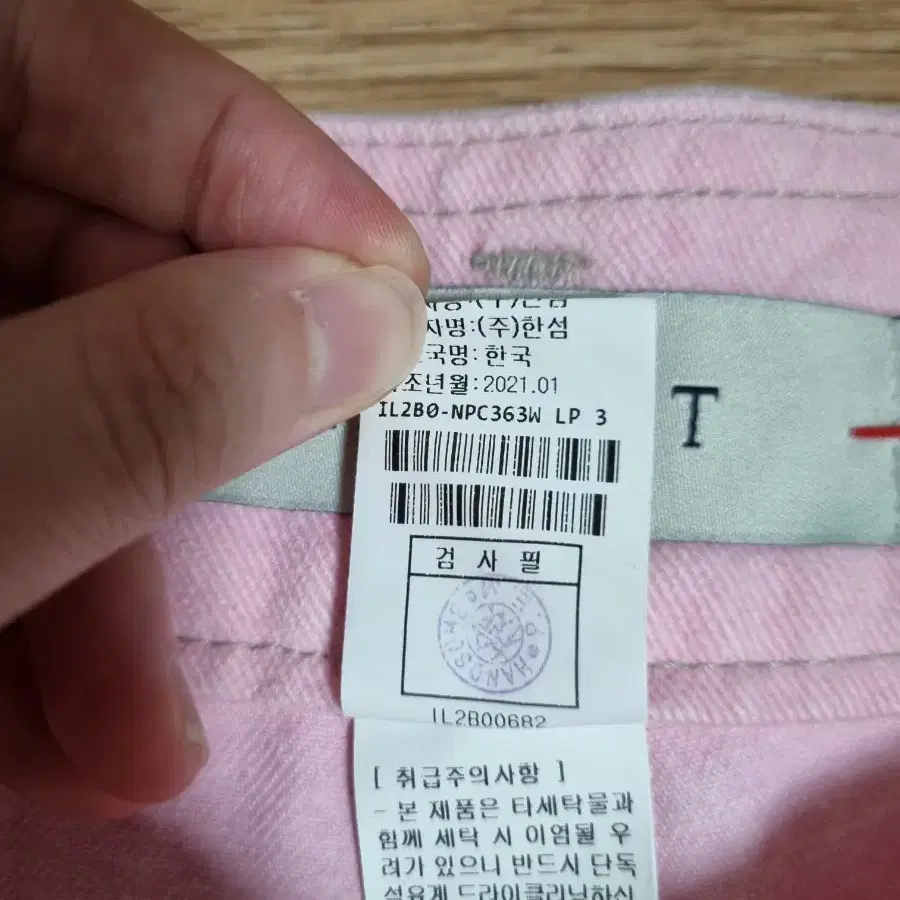 자명:(주)한섬
국명:한국
조년월:2021.01
IL2B0-NPC363W LP 3
T
검사필
HANDSOME
IL2B00682
[ 취급주의사항 ]
- 본 제품은 타세탁물과
함께 세탁 시 이염될 우
려가 있으니 반드시 단독